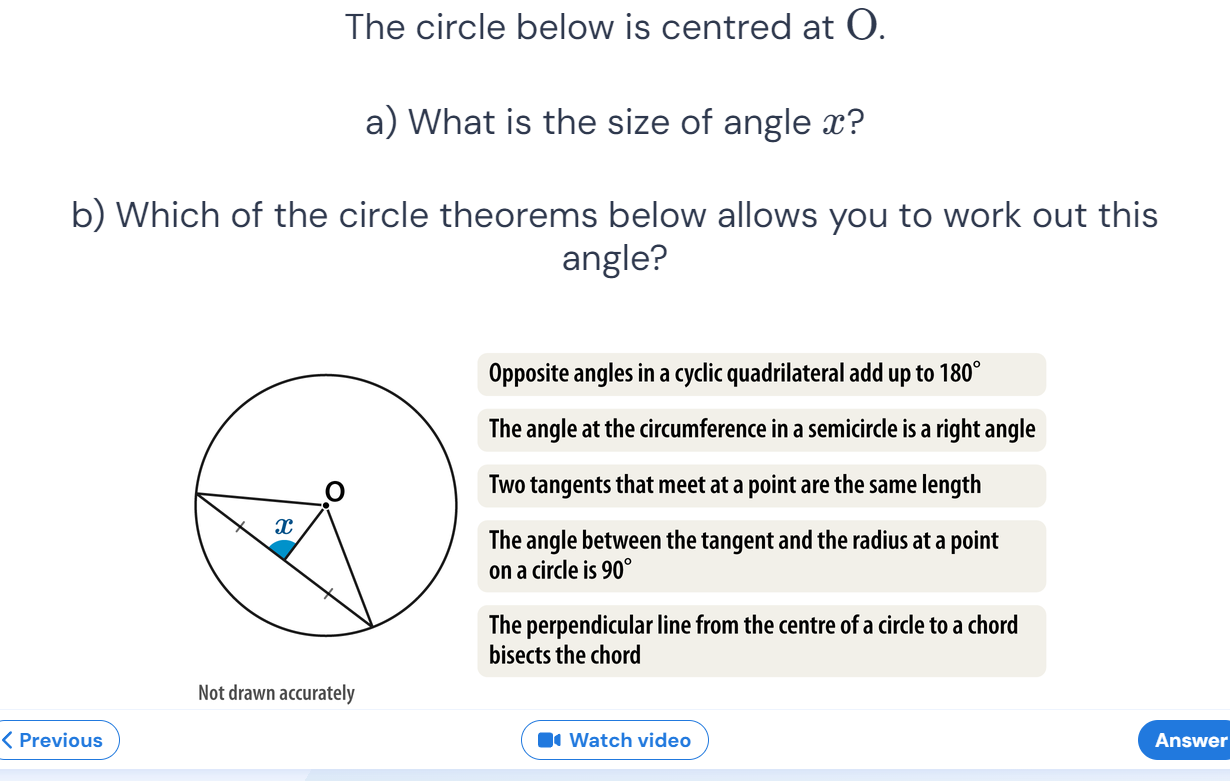 The circle below is centred at O.
a) What is the size of angle x?
b) Which of the circle theorems below allows you to work out this
angle?
Opposite angles in a cyclic quadrilateral add up to 180°
The angle at the circumference in a semicircle is a right angle
Two tangents that meet at a point are the same length
The angle between the tangent and the radius at a point
on a circle is 90°
The perpendicular line from the centre of a circle to a chord
bisects the chord
O
x
Not drawn accurately
Previous
Watch video
Answer